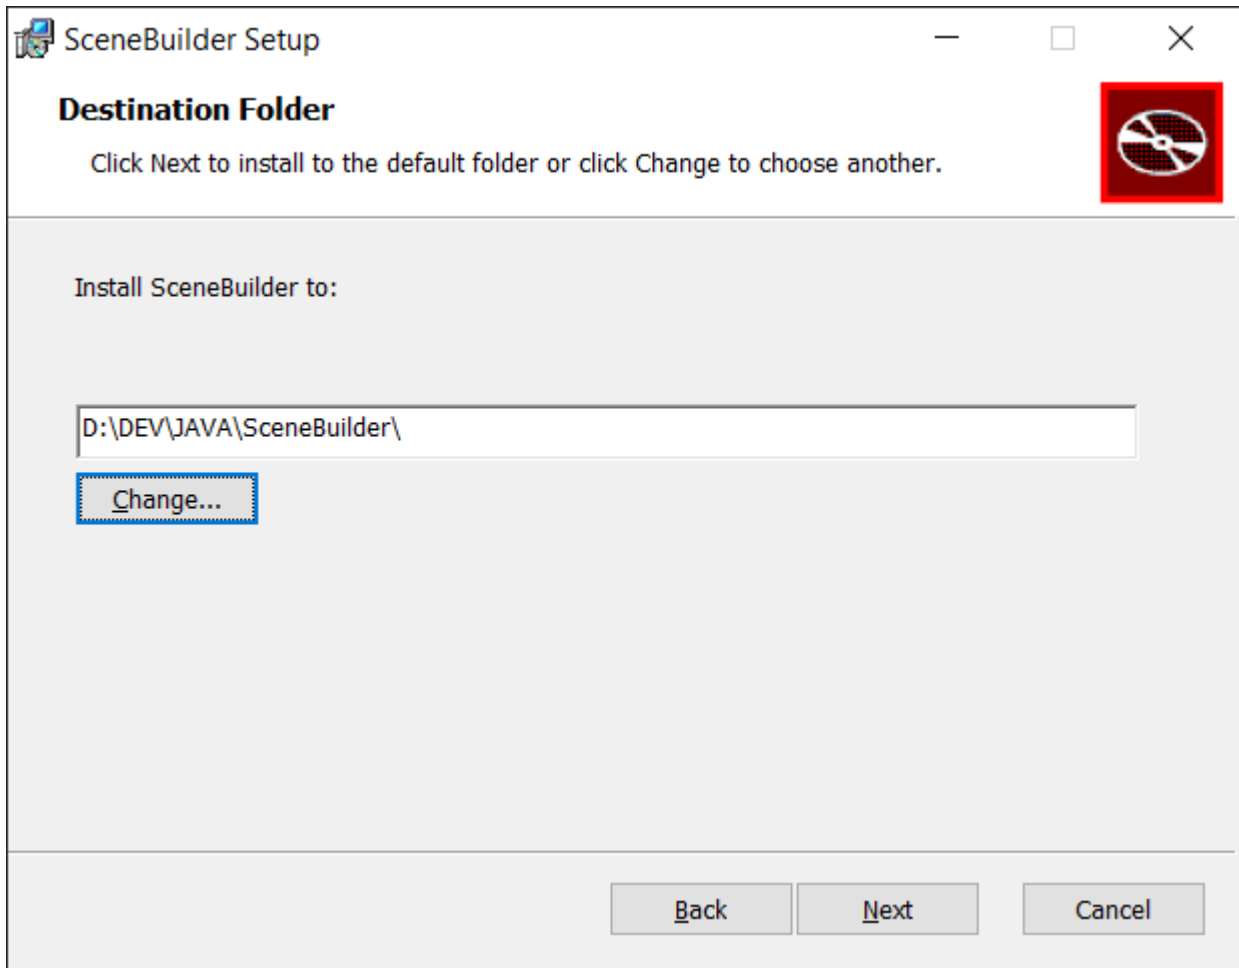 SceneBuilder Setup
Destination Folder
Click Next to install to the default folder or click Change to choose another.
Install SceneBuilder to:
D:\DEV\JAVA\SceneBuilder\
Change...
Back
Next
Cancel